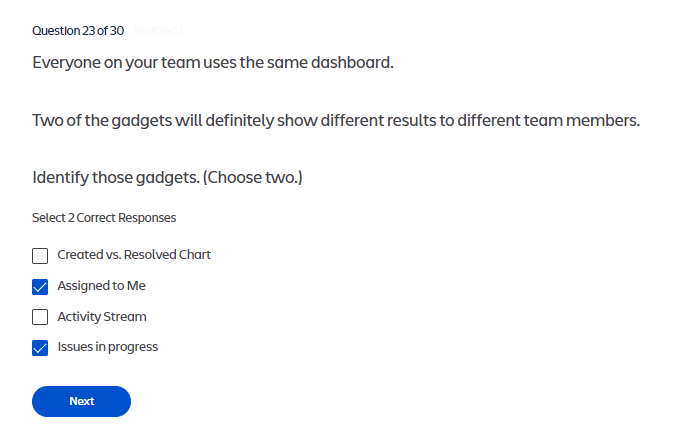 Question 23 of 30
Everyone on your team uses the same dashboard.
Two of the gadgets will definitely show different results to different team members.
Identify those gadgets. (Choose two.)
Select 2 Correct Responses
Created vs. Resolved Chart
Assigned to Me
Activity Stream
Issues in progress
Next